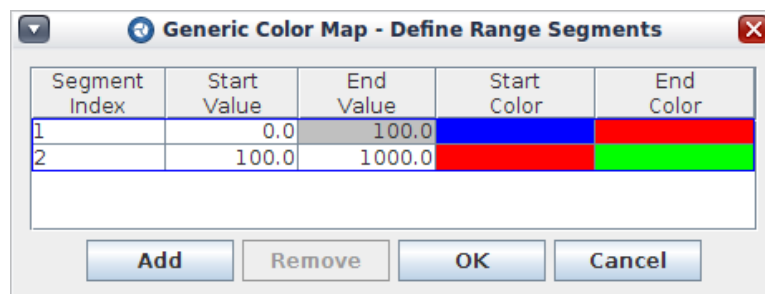 Generic Color Map - Define Range Segments
Segment Index Start Value End Value Start Color End Color
1 0.0 100.0
2 100.0 1000.0
Add Remove OK Cancel